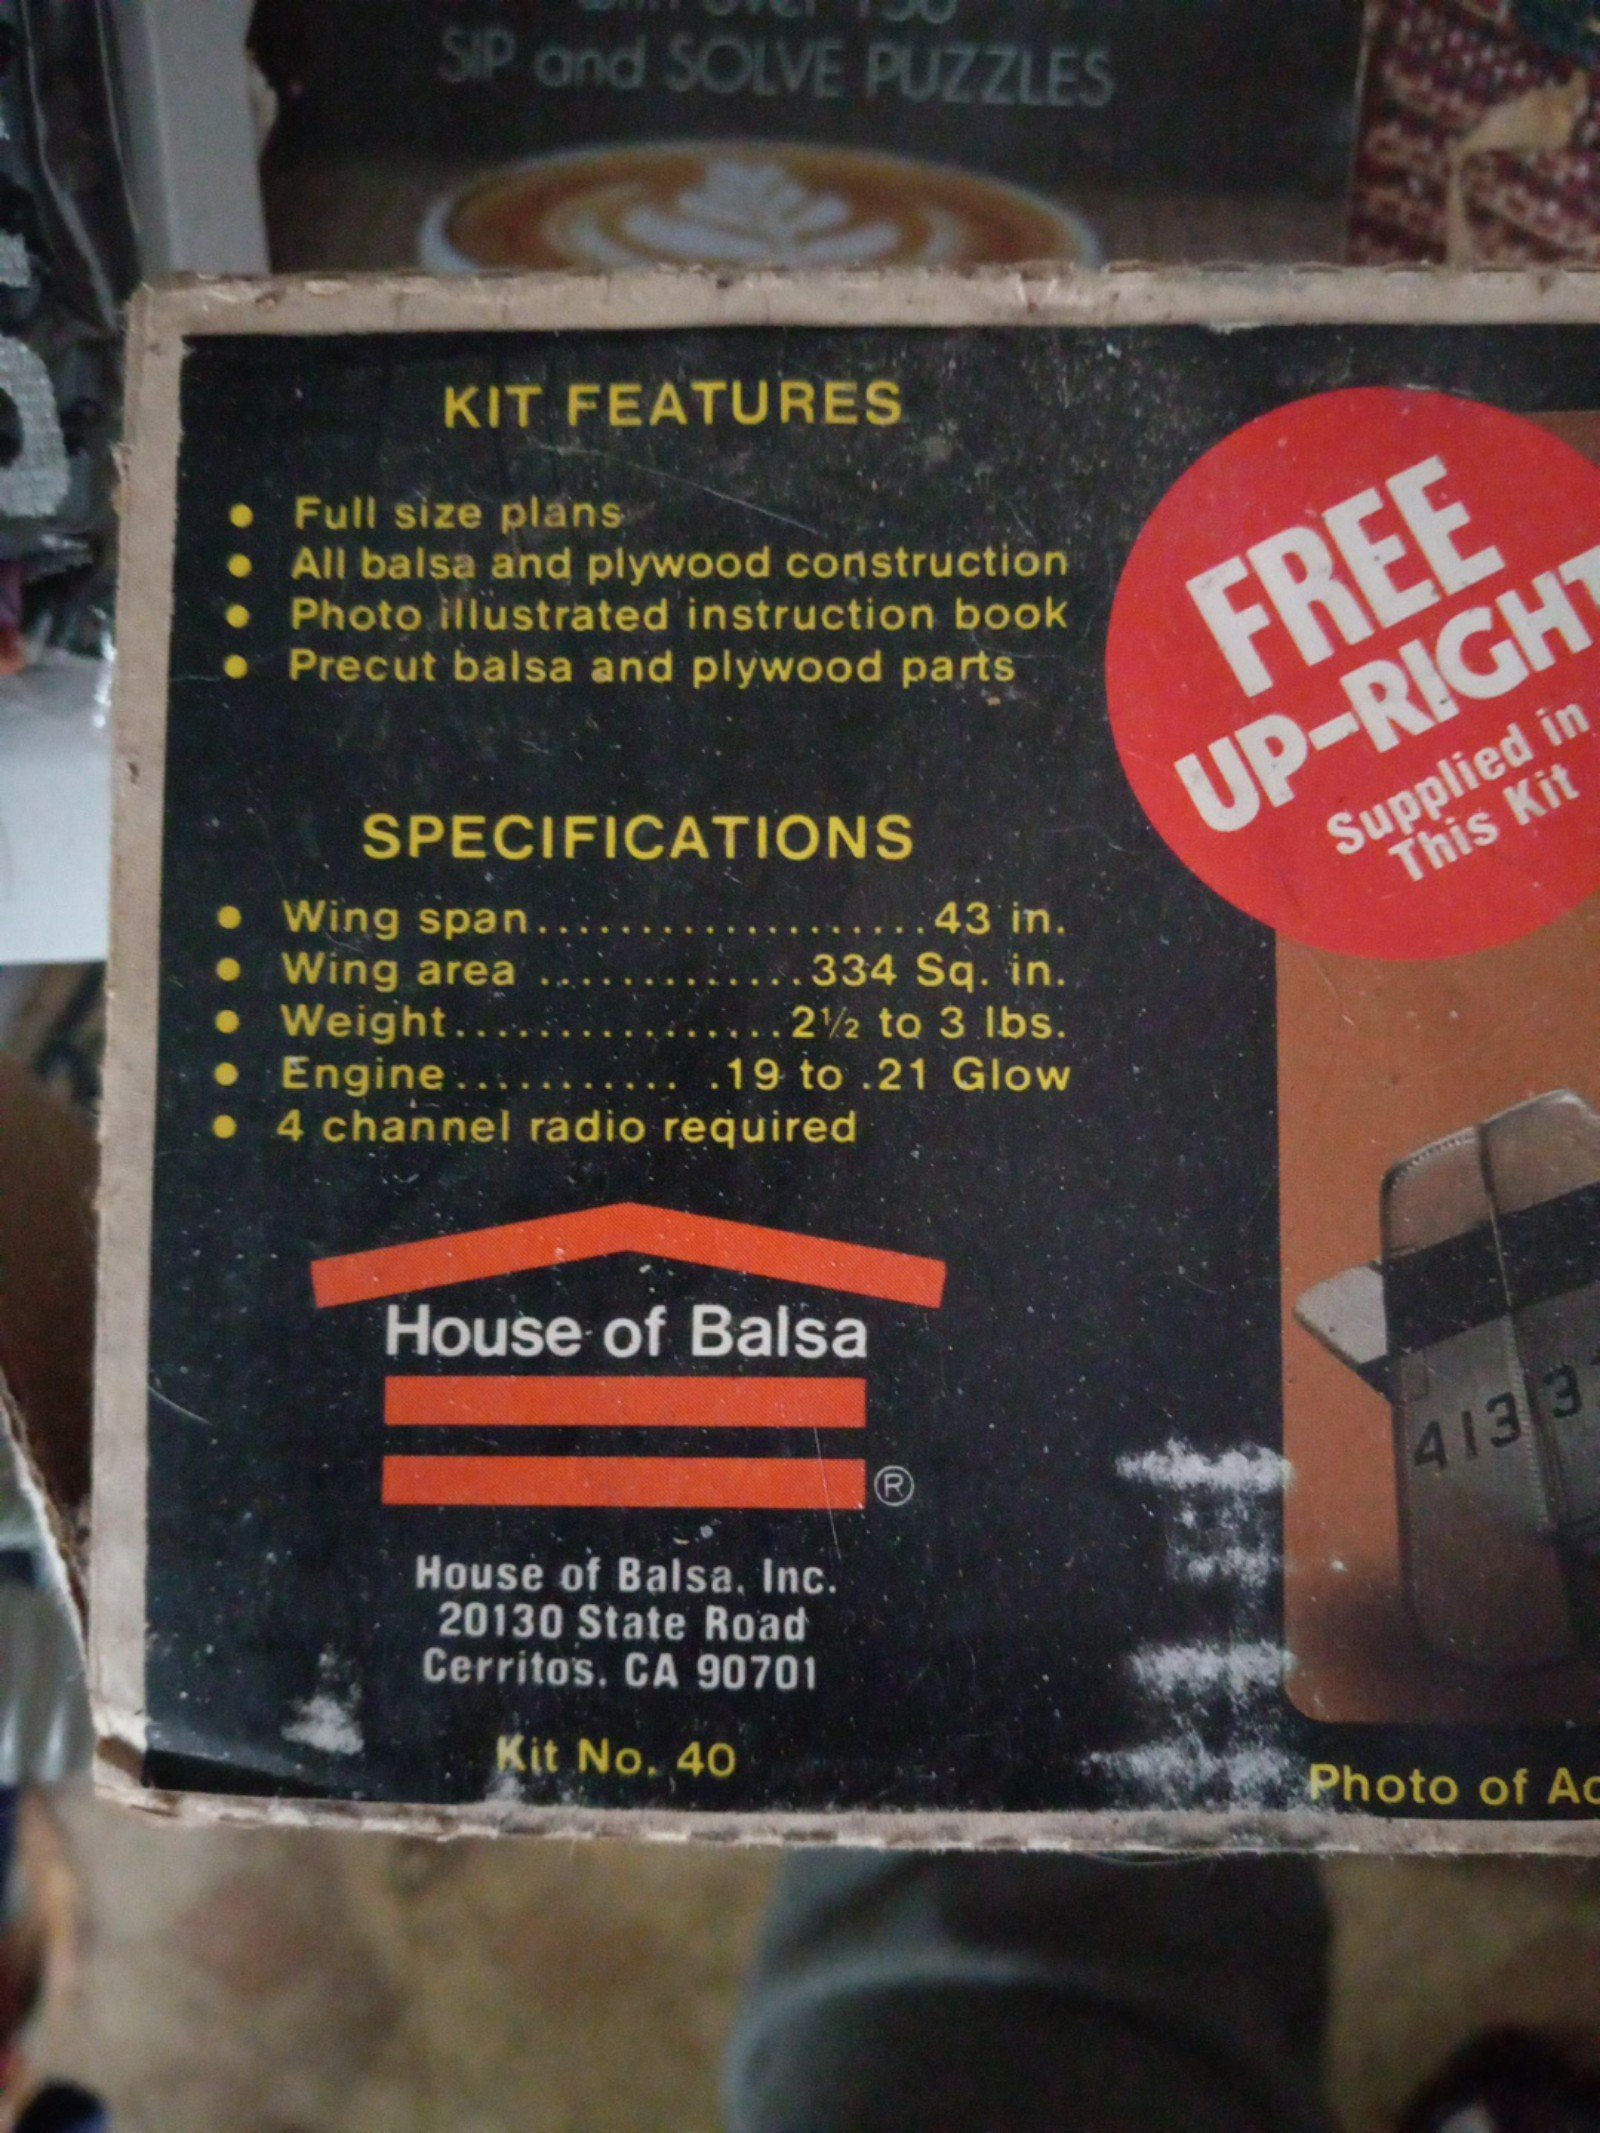 SIP and SOLVE PUZZLES
KIT FEATURES
• Full size plans
• All balsa and plywood construction
• Photo illustrated instruction book
• Precut balsa and plywood parts
SPECIFICATIONS
• Wing span...................43 in.
• Wing area .............334 Sq. in.
• Weight................2½ to 3 lbs.
• Engine........... .19 to .21 Glow
• 4 channel radio required
House of Balsa
®
House of Balsa, Inc.
20130 State Road
Cerritos, CA 90701
Kit No. 40
FREE
UP-RIGHT
Supplied in
This Kit
413
Photo of